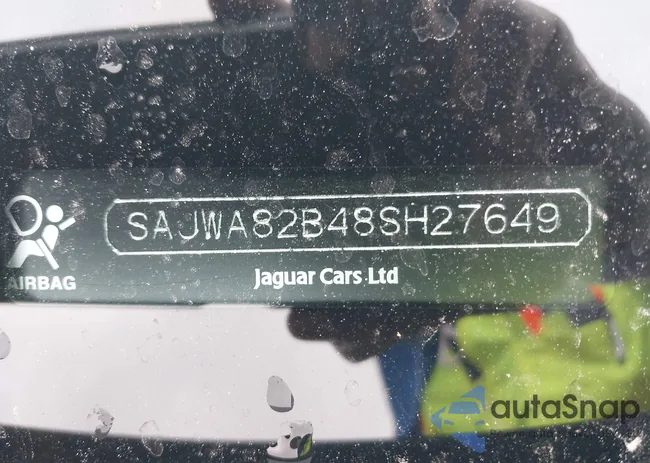 SAJWA82B48SH27649
AIRBAG
Jaguar Cars Ltd
autaSnap